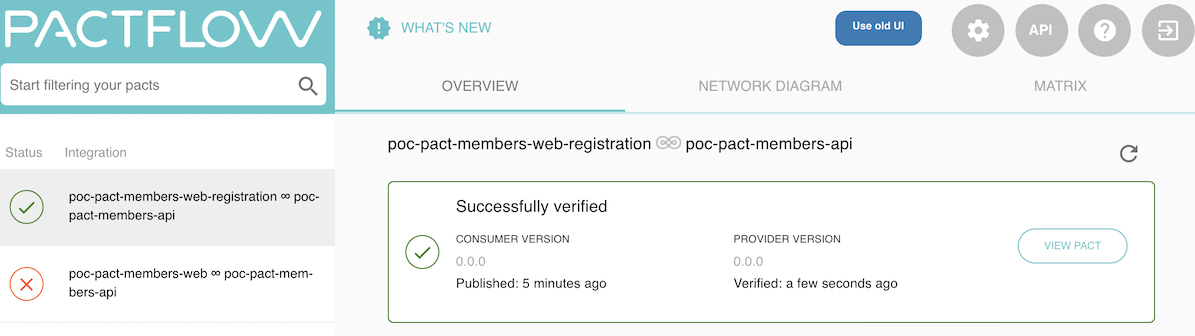 PACTFLOW
WHAT'S NEW
Use old UI
API
?
Start filtering your pacts
OVERVIEW
NETWORK DIAGRAM
MATRIX
Status
Integration
poc-pact-members-web-registration ∞ poc-
pact-members-api
poc-pact-members-web ∞ poc-pact-mem-
bers-api
poc-pact-members-web-registration
poc-pact-members-api
Successfully verified
CONSUMER VERSION
PROVIDER VERSION
0.0.0
0.0.0
Published: 5 minutes ago
Verified: a few seconds ago
VIEW PACT